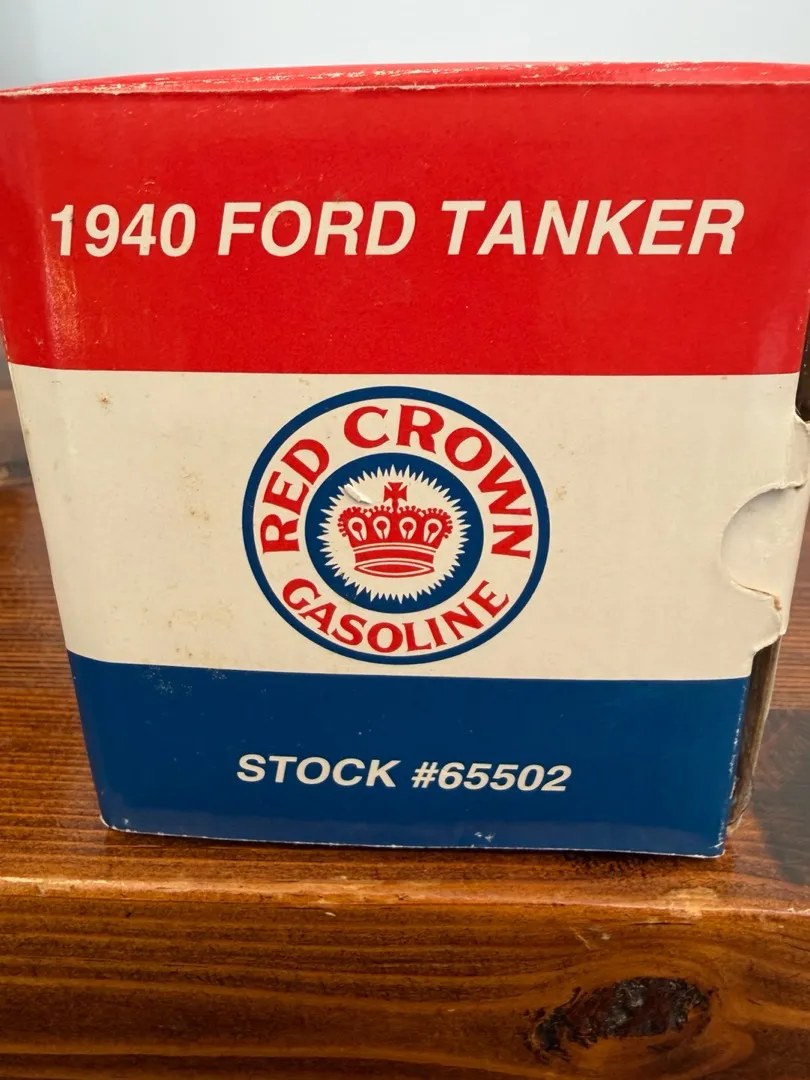 1940 FORD TANKER
RED CROWN
GASOLINE
STOCK #65502